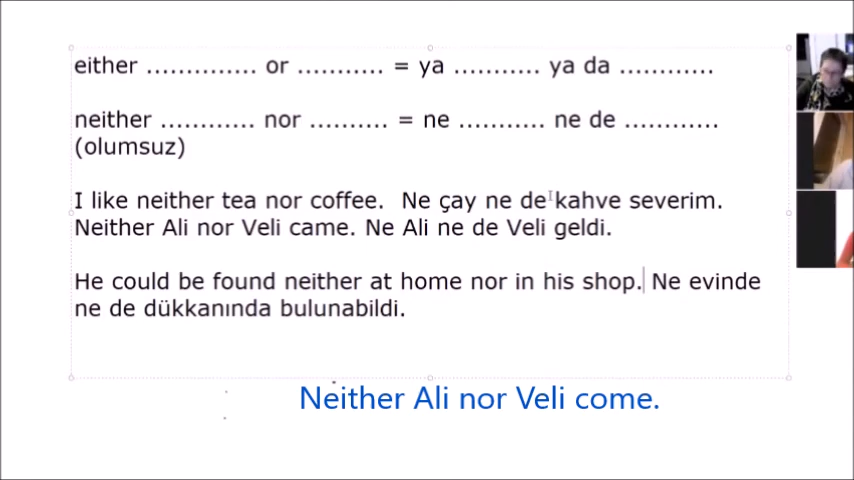 either .............. or ........... = ya ........... ya da ............
neither ............ nor .......... = ne ........... ne de ............
(olumsuz)
I like neither tea nor coffee. Ne çay ne de kahve severim.
Neither Ali nor Veli came. Ne Ali ne de Veli geldi.
He could be found neither at home nor in his shop. Ne evinde
ne de dükkanında bulunabildi.
Neither Ali nor Veli come.